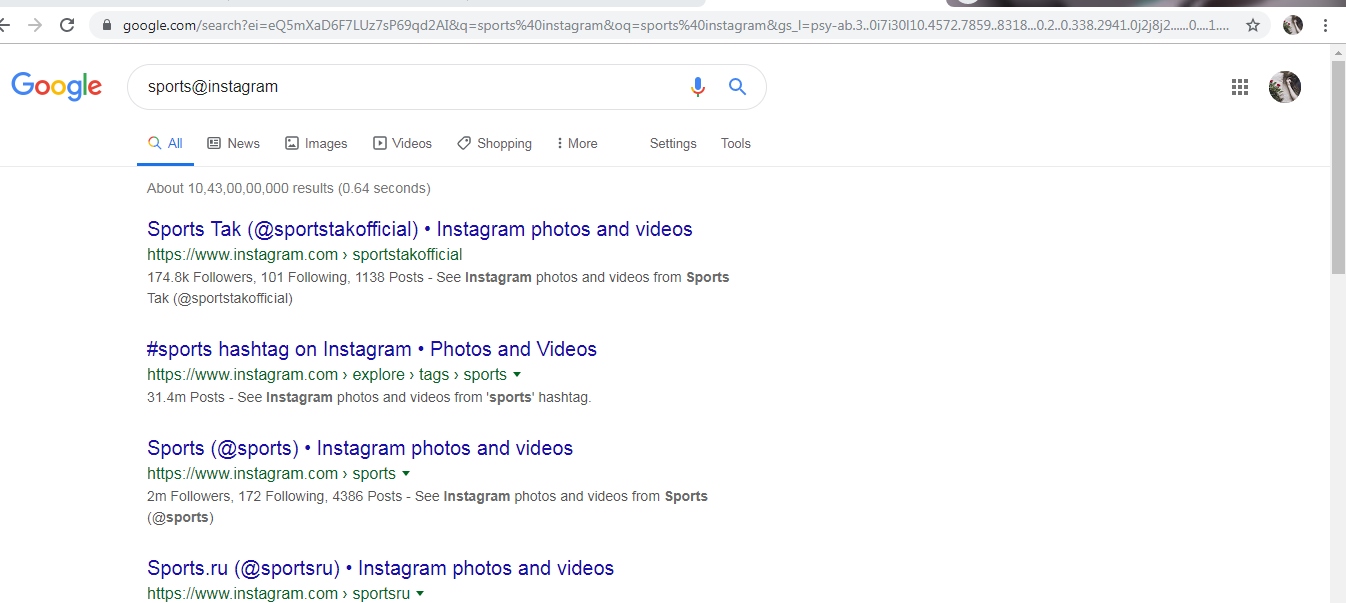 google.com/search?ei=eQ5mXaD6F7LUz7sP69qd2AI&q=sports%40instagram&oq=sports%40instagram&gs_l=psy-ab.3..0i7i30l10.4572.7859..8318...0.2..0.338.2941.0j2j8j2......0....1....
Google
sports@instagram
All News Images Videos Shopping More Settings Tools
About 10,43,00,00,000 results (0.64 seconds)
Sports Tak (@sportstakofficial) • Instagram photos and videos
https://www.instagram.com › sportstakofficial
174.8k Followers, 101 Following, 1138 Posts - See Instagram photos and videos from Sports
Tak (@sportstakofficial)
#sports hashtag on Instagram • Photos and Videos
https://www.instagram.com › explore › tags › sports
31.4m Posts - See Instagram photos and videos from 'sports' hashtag.
Sports (@sports) • Instagram photos and videos
https://www.instagram.com › sports
2m Followers, 172 Following, 4386 Posts - See Instagram photos and videos from Sports
(@sports)
Sports.ru (@sportsru) • Instagram photos and videos
https://www.instagram.com › sportsru